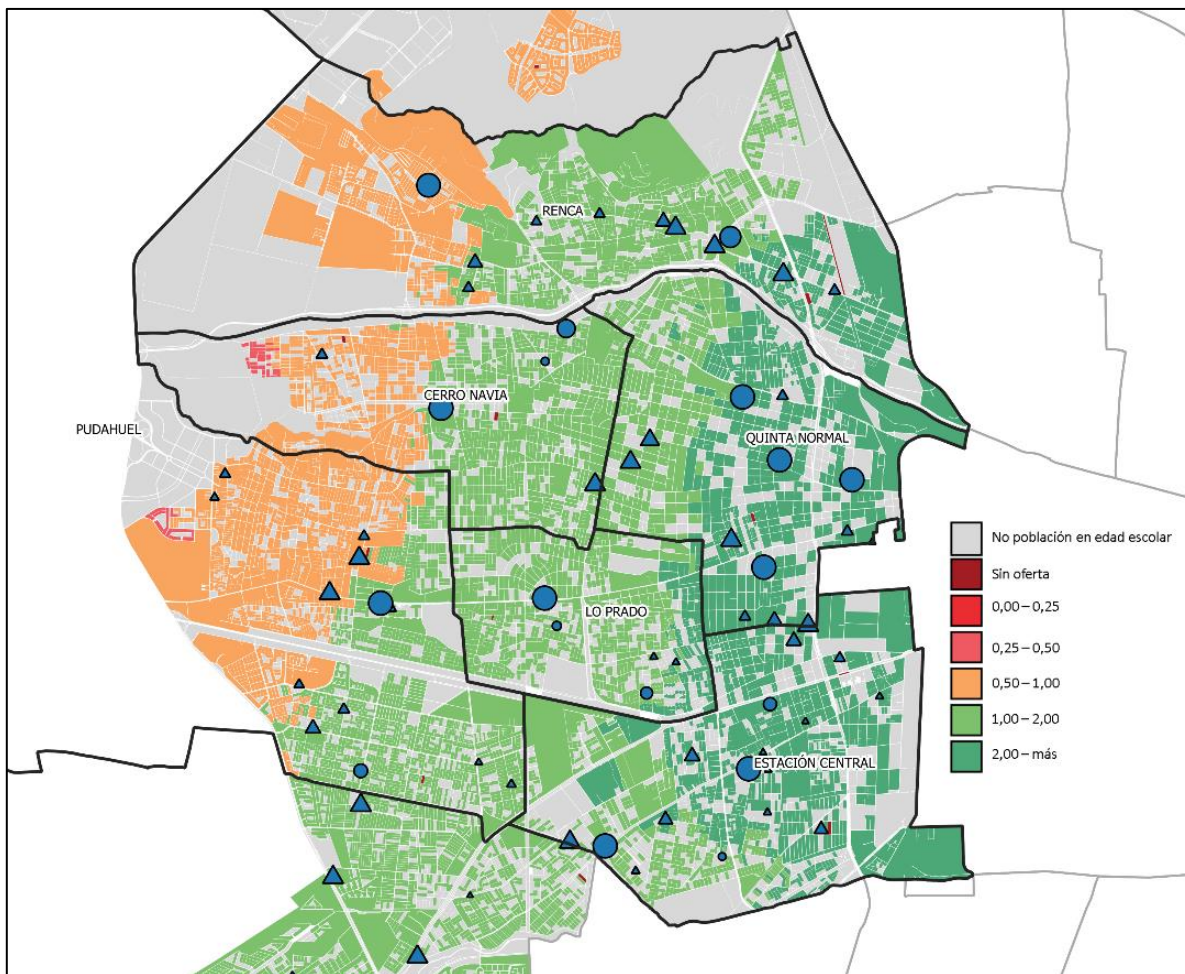 RENCA
CERRO NAVIA
PUDAHUEL
QUINTA NORMAL
LO PRADO
ESTACIÓN CENTRAL
No población en edad escolar
Sin oferta
0,00 – 0,25
0,25 – 0,50
0,50 – 1,00
1,00 – 2,00
2,00 – más